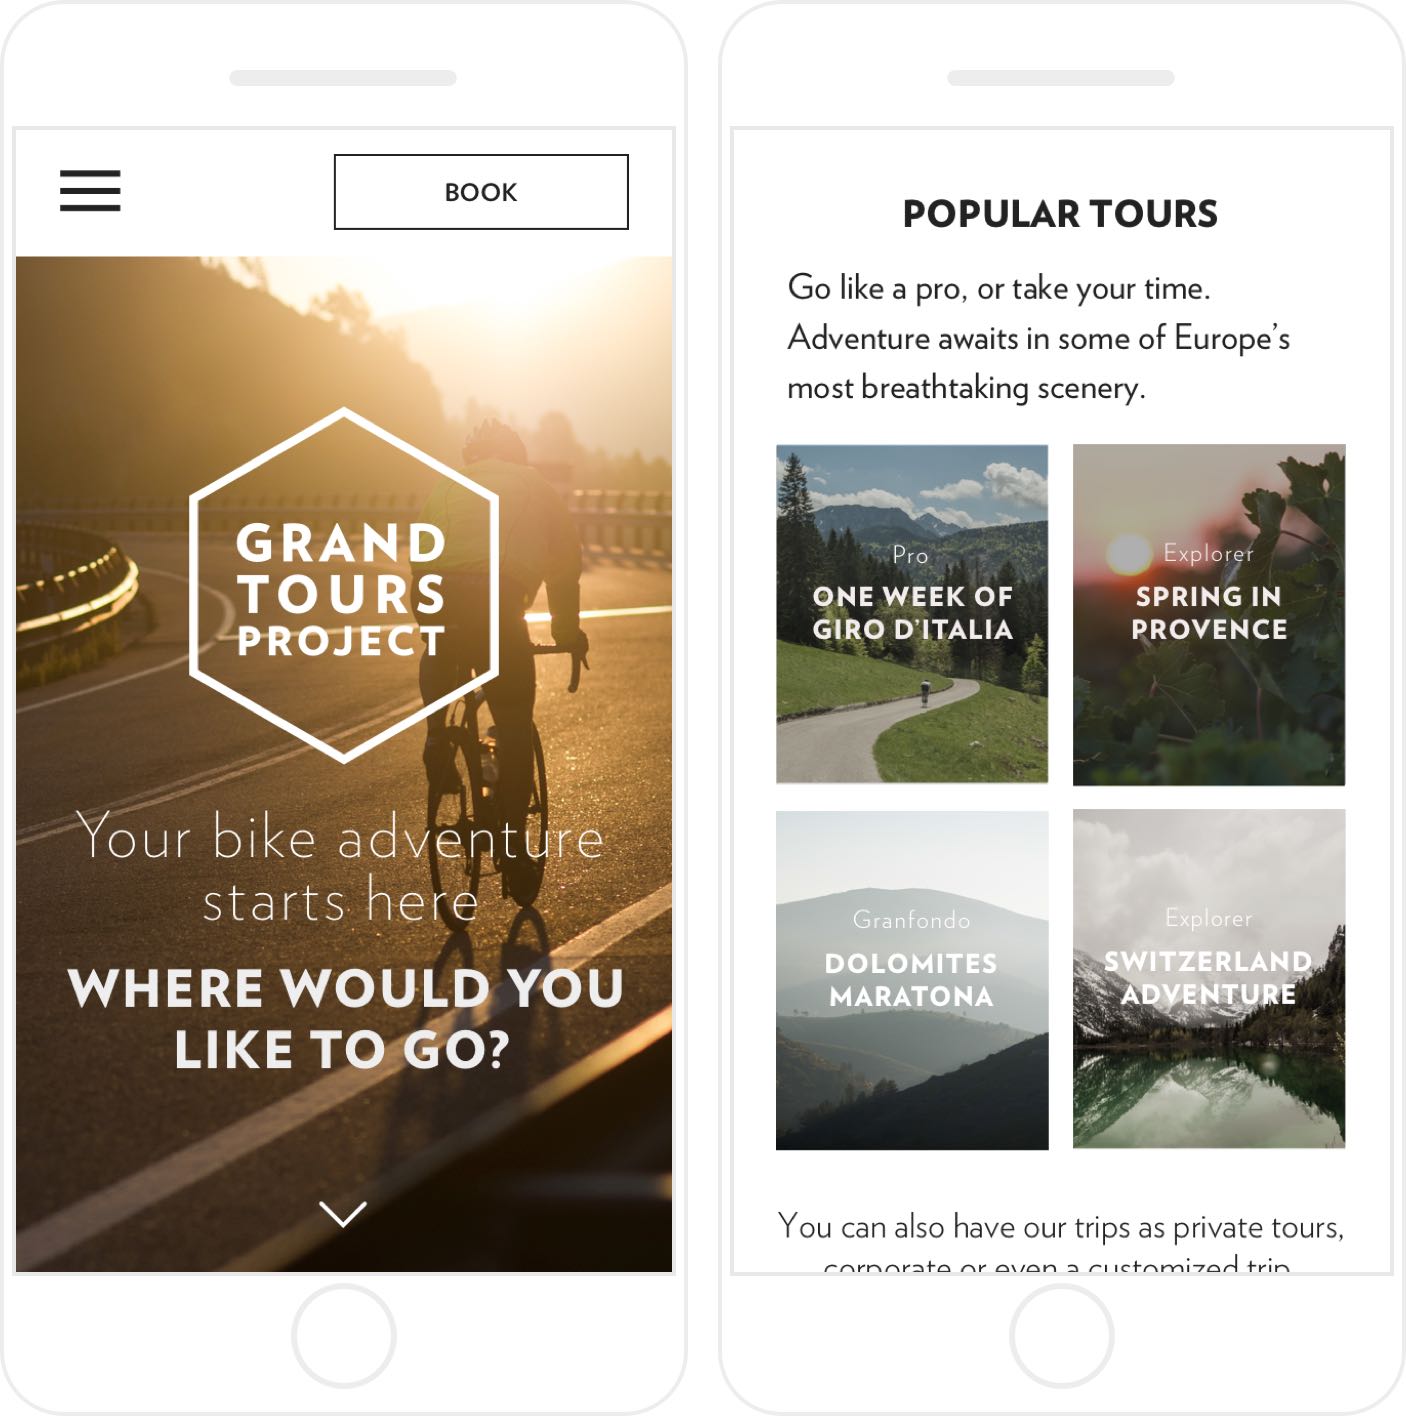 BOOK
GRAND
TOURS
PROJECT
Your bike adventure
starts here
WHERE WOULD YOU
LIKE TO GO?
POPULAR TOURS
Go like a pro, or take your time.
Adventure awaits in some of Europe’s
most breathtaking scenery.
Pro
ONE WEEK OF
GIRO D’ITALIA
Explorer
SPRING IN
PROVENCE
Granfondo
DOLOMITES
MARATONA
Explorer
SWITZERLAND
ADVENTURE
You can also have our trips as private tours,
corporate or even a customized trip